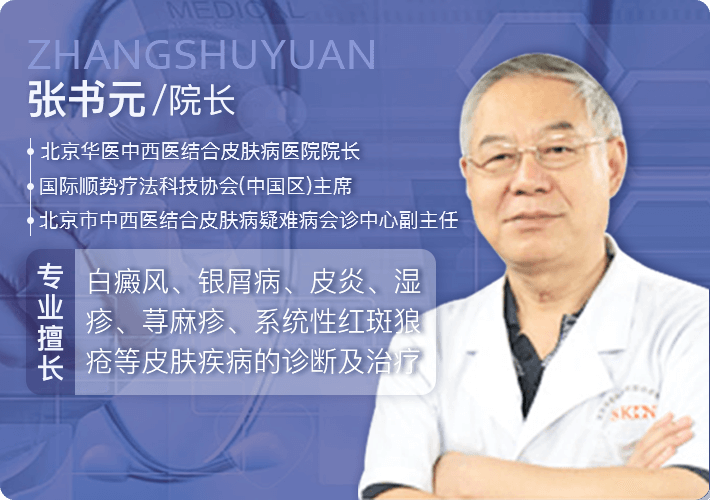 MEDICAL
ZHANGSHUYUAN
张书元/院长
北京华医中西医结合皮肤病医院院长
国际顺势疗法科技协会(中国区)主席
北京市中西医结合皮肤病疑难病会诊中心副主任
专业擅长
白癜风、银屑病、皮炎、湿
疹、荨麻疹、系统性红斑狼
疮等皮肤疾病的诊断及治疗